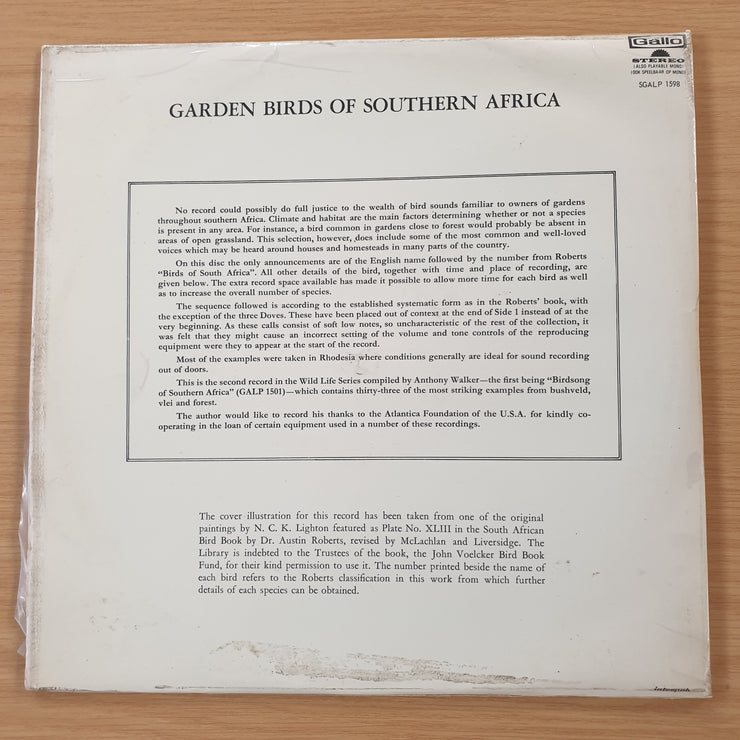 Gallo
STEREO
(ALSO PLAYABLE MONO)
(OOK SPEELBAAR OP MONO)
SGALP 1598
GARDEN BIRDS OF SOUTHERN AFRICA
No record could possibly do full justice to the wealth of bird sounds familiar to owners of gardens
throughout southern Africa. Climate and habitat are the main factors determining whether or not a species
is present in any area. For instance, a bird common in gardens close to forest would probably be absent in
areas of open grassland. This selection, however, does include some of the most common and well-loved
voices which may be heard around houses and homesteads in many parts of the country.
On this disc the only announcements are of the English name followed by the number from Roberts
"Birds of South Africa". All other details of the bird, together with time and place of recording, are
given below. The extra record space available has made it possible to allow more time for each bird as well
as to increase the overall number of species.
The sequence followed is according to the established systematic form as in the Roberts' book, with
the exception of the three Doves. These have been placed out of context at the end of Side 1 instead of at the
very beginning. As these calls consist of soft low notes, so uncharacteristic of the rest of the collection, it
was felt that they might cause an incorrect setting of the volume and tone controls of the reproducing
equipment were they to appear at the start of the record.
Most of the examples were taken in Rhodesia where conditions generally are ideal for sound recording
out of doors.
This is the second record in the Wild Life Series compiled by Anthony Walker—the first being "Birdsong
of Southern Africa" (GALP 1501)—which contains thirty-three of the most striking examples from bushveld,
vlei and forest.
The author would like to record his thanks to the Atlantica Foundation of the U.S.A. for kindly co-
operating in the loan of certain equipment used in a number of these recordings.
The cover illustration for this record has been taken from one of the original
paintings by N. C. K. Lighton featured as Plate No. XLIII in the South African
Bird Book by Dr. Austin Roberts, revised by McLachlan and Liversidge. The
Library is indebted to the Trustees of the book, the John Voelcker Bird Book
Fund, for their kind permission to use it. The number printed beside the name of
each bird refers to the Roberts classification in this work from which further
details of each species can be obtained.
interpak